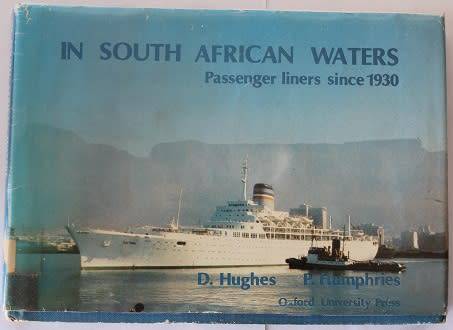 IN SOUTH AFRICAN WATERS
Passenger liners since 1930
D. Hughes P. Humphries
Oxford University Press